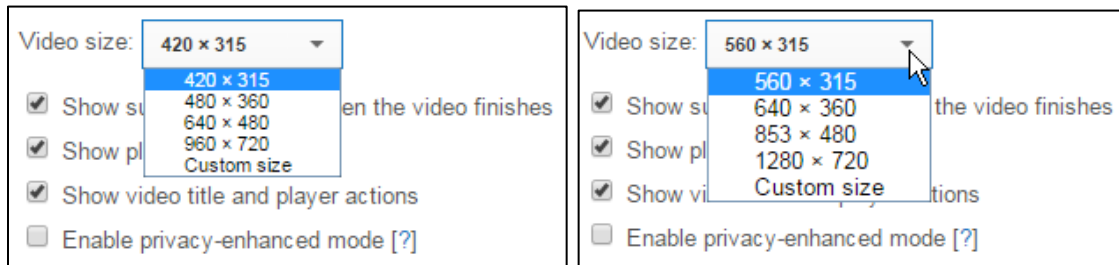 Video size: 420 × 315
420 × 315
480 × 360
640 × 480
960 × 720
Custom size
Show su en the video finishes
Show pl
Show video title and player actions
Enable privacy-enhanced mode [?]
Video size: 560 × 315
560 × 315
640 × 360
853 × 480
1280 × 720
Custom size
Show su the video finishes
Show pl
Show vi tions
Enable privacy-enhanced mode [?]